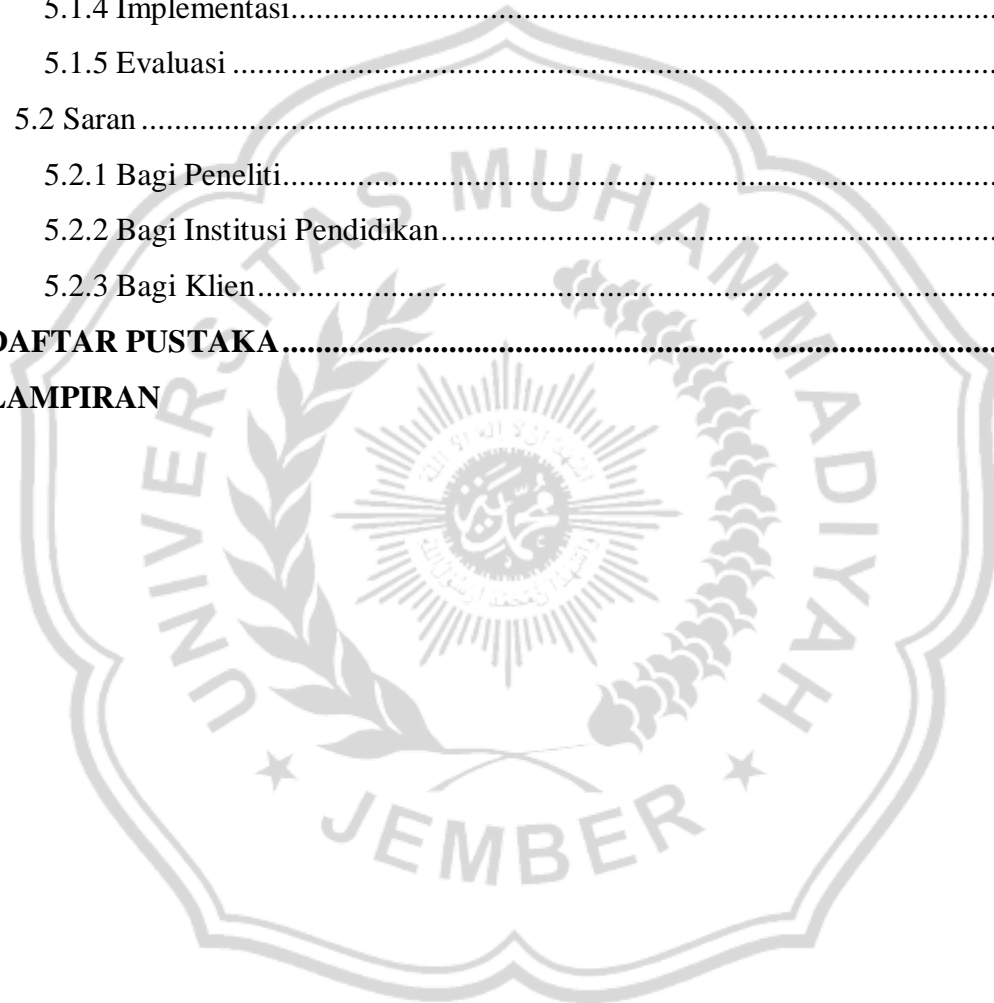 5.1.4 Implementasi
5.1.5 Evaluasi
5.2 Saran
5.2.1 Bagi Peneliti
5.2.2 Bagi Institusi Pendidikan
5.2.3 Bagi Klien
DAFTAR PUSTAKA
LAMPIRAN
UNIVERSITAS MUHAMMADIYAH
JEMBER